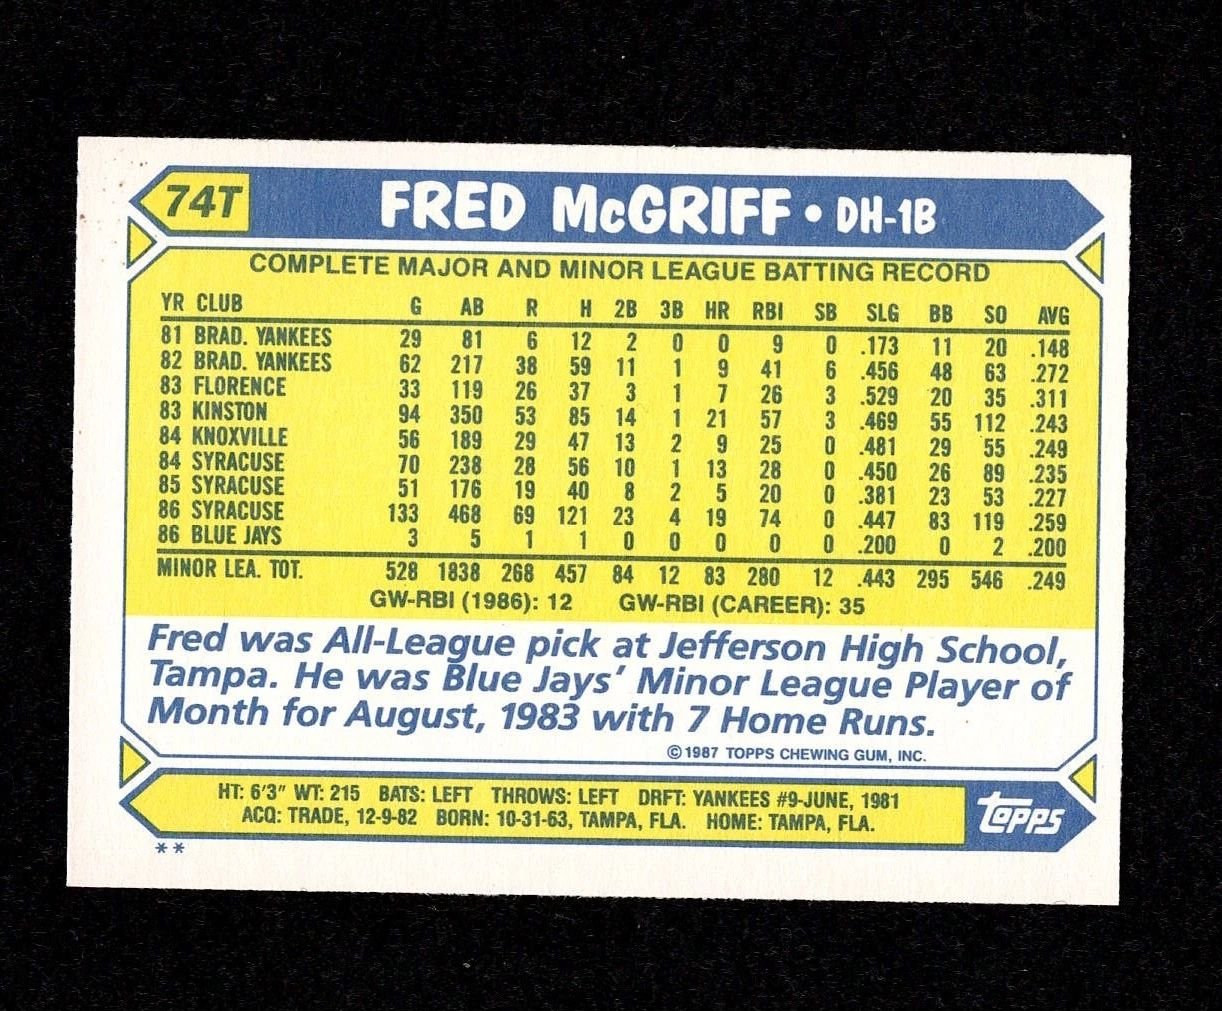 74T FRED McGRIFF • DH-1B
COMPLETE MAJOR AND MINOR LEAGUE BATTING RECORD
YR CLUB G AB R H 2B 3B HR RBI SB SLG BB SO AVG
81 BRAD. YANKEES 29 81 6 12 2 0 0 9 0 .173 11 20 .148
82 BRAD. YANKEES 62 217 38 59 11 1 9 41 6 .456 48 63 .272
83 FLORENCE 33 119 26 37 3 1 7 26 3 .529 20 35 .311
83 KINSTON 94 350 53 85 14 1 21 57 3 .469 55 112 .243
84 KNOXVILLE 56 189 29 47 13 2 9 25 0 .481 29 55 .249
84 SYRACUSE 70 238 28 56 10 1 13 28 0 .450 26 89 .235
85 SYRACUSE 51 176 19 40 8 2 5 20 0 .381 23 53 .227
86 SYRACUSE 133 468 69 121 23 4 19 74 0 .447 83 119 .259
86 BLUE JAYS 3 5 1 1 0 0 0 0 0 .200 0 2 .200
MINOR LEA. TOT. 528 1838 268 457 84 12 83 280 12 .443 295 546 .249
GW-RBI (1986): 12 GW-RBI (CAREER): 35
Fred was All-League pick at Jefferson High School,
Tampa. He was Blue Jays' Minor League Player of
Month for August, 1983 with 7 Home Runs.
©1987 TOPPS CHEWING GUM, INC.
HT: 6'3" WT: 215 BATS: LEFT THROWS: LEFT DRFT: YANKEES #9-JUNE, 1981
ACQ: TRADE, 12-9-82 BORN: 10-31-63, TAMPA, FLA. HOME: TAMPA, FLA.
topps
**